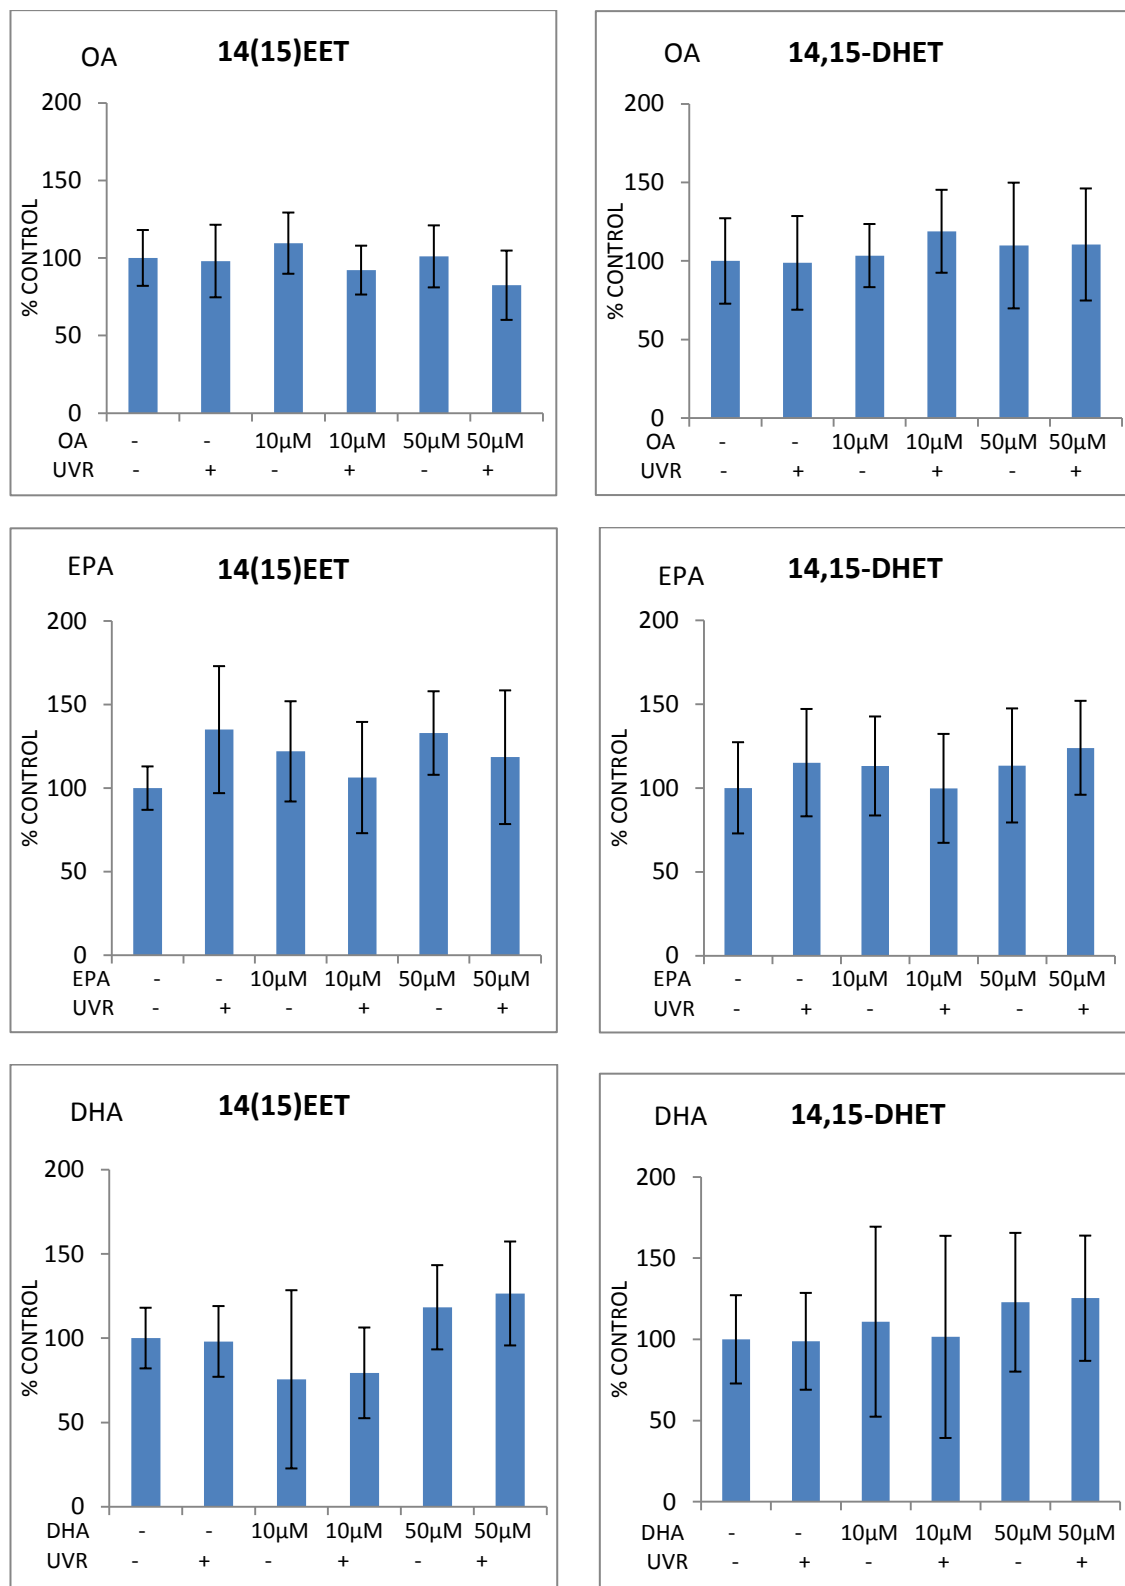 OA 14(15)EET
200
150
100
50
0
% CONTROL
OA - - 10µM 10µM 50µM 50µM
UVR - + - + - +
OA 14,15-DHET
200
150
100
50
0
% CONTROL
OA - - 10µM 10µM 50µM 50µM
UVR - + - + - +
EPA 14(15)EET
200
150
100
50
0
% CONTROL
EPA - - 10µM 10µM 50µM 50µM
UVR - + - + - +
EPA 14,15-DHET
200
150
100
50
0
% CONTROL
EPA - - 10µM 10µM 50µM 50µM
UVR - + - + - +
DHA 14(15)EET
200
150
100
50
0
% CONTROL
DHA - - 10µM 10µM 50µM 50µM
UVR - + - + - +
DHA 14,15-DHET
200
150
100
50
0
% CONTROL
DHA - - 10µM 10µM 50µM 50µM
UVR - + - + - +